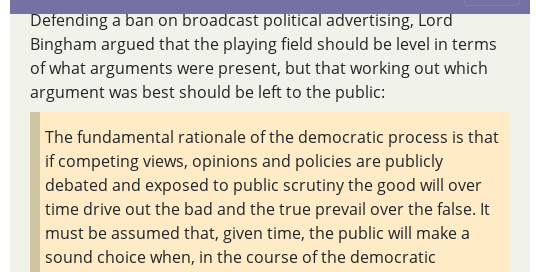 Defending a ban on broadcast political advertising, Lord
Bingham argued that the playing field should be level in terms
of what arguments were present, but that working out which
argument was best should be left to the public:
The fundamental rationale of the democratic process is that
if competing views, opinions and policies are publicly
debated and exposed to public scrutiny the good will over
time drive out the bad and the true prevail over the false. It
must be assumed that, given time, the public will make a
sound choice when, in the course of the democratic